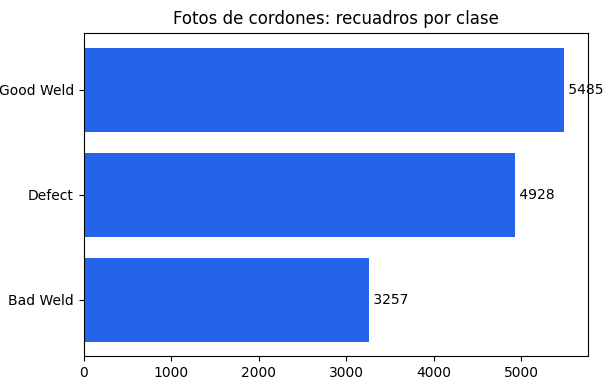 Fotos de cordones: recuadros por clase
Good Weld 5485
Defect 4928
Bad Weld 3257
0 1000 2000 3000 4000 5000